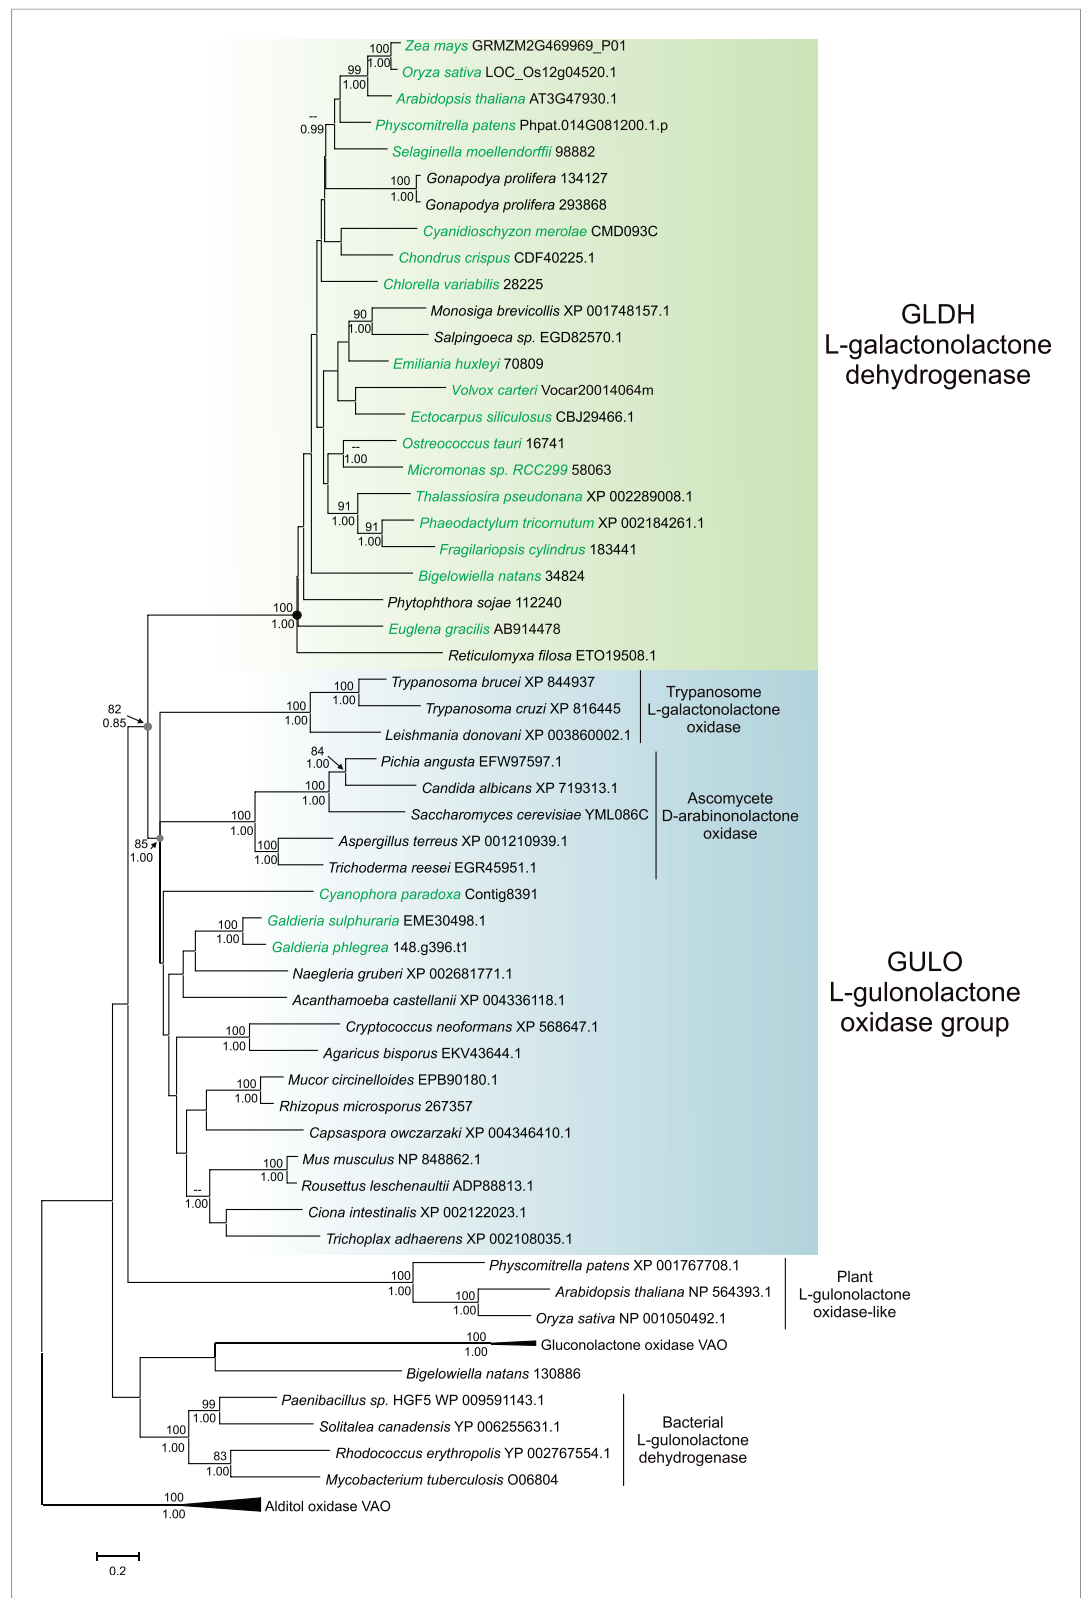 100
1.00
Zea mays GRMZM2G469969_P01
99
1.00
Oryza sativa LOC_Os12g04520.1
Arabidopsis thaliana AT3G47930.1
--
0.99
Physcomitrella patens Phpat.014G081200.1.p
Selaginella moellendorffii 98882
100
1.00
Gonapodya prolifera 134127
Gonapodya prolifera 293868
Cyanidioschyzon merolae CMD093C
Chondrus crispus CDF40225.1
Chlorella variabilis 28225
90
1.00
Monosiga brevicollis XP 001748157.1
Salpingoeca sp. EGD82570.1
Emiliania huxleyi 70809
Volvox carteri Vocar20014064m
Ectocarpus siliculosus CBJ29466.1
--
1.00
Ostreococcus tauri 16741
Micromonas sp. RCC299 58063
91
1.00
Thalassiosira pseudonana XP 002289008.1
91
1.00
Phaeodactylum tricornutum XP 002184261.1
Fragilariopsis cylindrus 183441
Bigelowiella natans 34824
Phytophthora sojae 112240
100
1.00
Euglena gracilis AB914478
Reticulomyxa filosa ETO19508.1
GLDH
L-galactonolactone
dehydrogenase
82
0.85
100
1.00
100
1.00
Trypanosoma brucei XP 844937
Trypanosoma cruzi XP 816445
Leishmania donovani XP 003860002.1
Trypanosome
L-galactonolactone
oxidase
84
1.00
Pichia angusta EFW97597.1
100
1.00
Candida albicans XP 719313.1
Saccharomyces cerevisiae YML086C
100
1.00
85
1.00
100
1.00
Aspergillus terreus XP 001210939.1
Trichoderma reesei EGR45951.1
Ascomycete
D-arabinonolactone
oxidase
Cyanophora paradoxa Contig8391
100
1.00
Galdieria sulphuraria EME30498.1
Galdieria phlegrea 148.g396.t1
Naegleria gruberi XP 002681771.1
Acanthamoeba castellanii XP 004336118.1
100
1.00
Cryptococcus neoformans XP 568647.1
Agaricus bisporus EKV43644.1
100
1.00
Mucor circinelloides EPB90180.1
Rhizopus microsporus 267357
Capsaspora owczarzaki XP 004346410.1
100
1.00
Mus musculus NP 848862.1
Rousettus leschenaultii ADP88813.1
--
1.00
Ciona intestinalis XP 002122023.1
Trichoplax adhaerens XP 002108035.1
GULO
L-gulonolactone
oxidase group
100
1.00
Physcomitrella patens XP 001767708.1
100
1.00
Arabidopsis thaliana NP 564393.1
Oryza sativa NP 001050492.1
Plant
L-gulonolactone
oxidase-like
100
1.00
Gluconolactone oxidase VAO
Bigelowiella natans 130886
99
1.00
Paenibacillus sp. HGF5 WP 009591143.1
Solitalea canadensis YP 006255631.1
100
1.00
83
1.00
Rhodococcus erythropolis YP 002767554.1
Mycobacterium tuberculosis O06804
Bacterial
L-gulonolactone
dehydrogenase
100
1.00
Alditol oxidase VAO
0.2